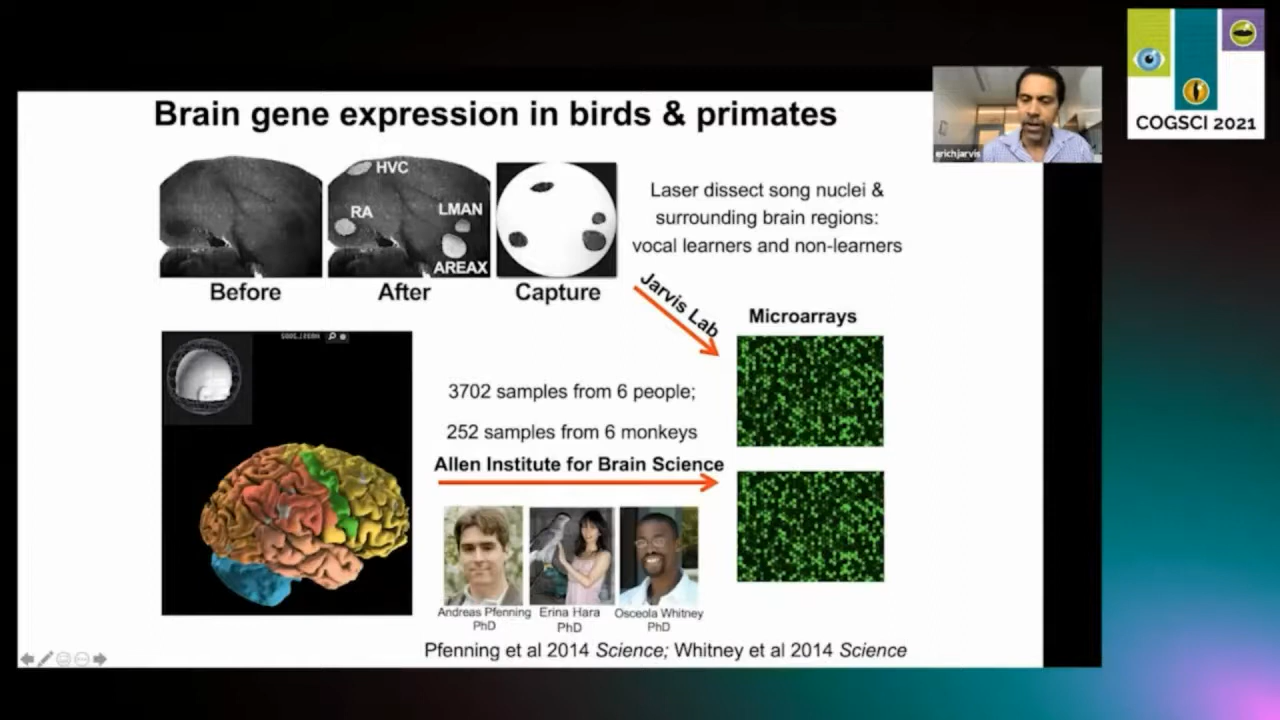 Brain gene expression in birds & primates
COGSCI 2021
erichjarvis
HVC
RA
LMAN
AREAX
Before
After
Capture
Laser dissect song nuclei &
surrounding brain regions:
vocal learners and non-learners
Jarvis Lab
Microarrays
3702 samples from 6 people;
252 samples from 6 monkeys
Allen Institute for Brain Science
Andreas Pfenning
PhD
Erina Hara
PhD
Osceola Whitney
PhD
Pfenning et al 2014 Science; Whitney et al 2014 Science